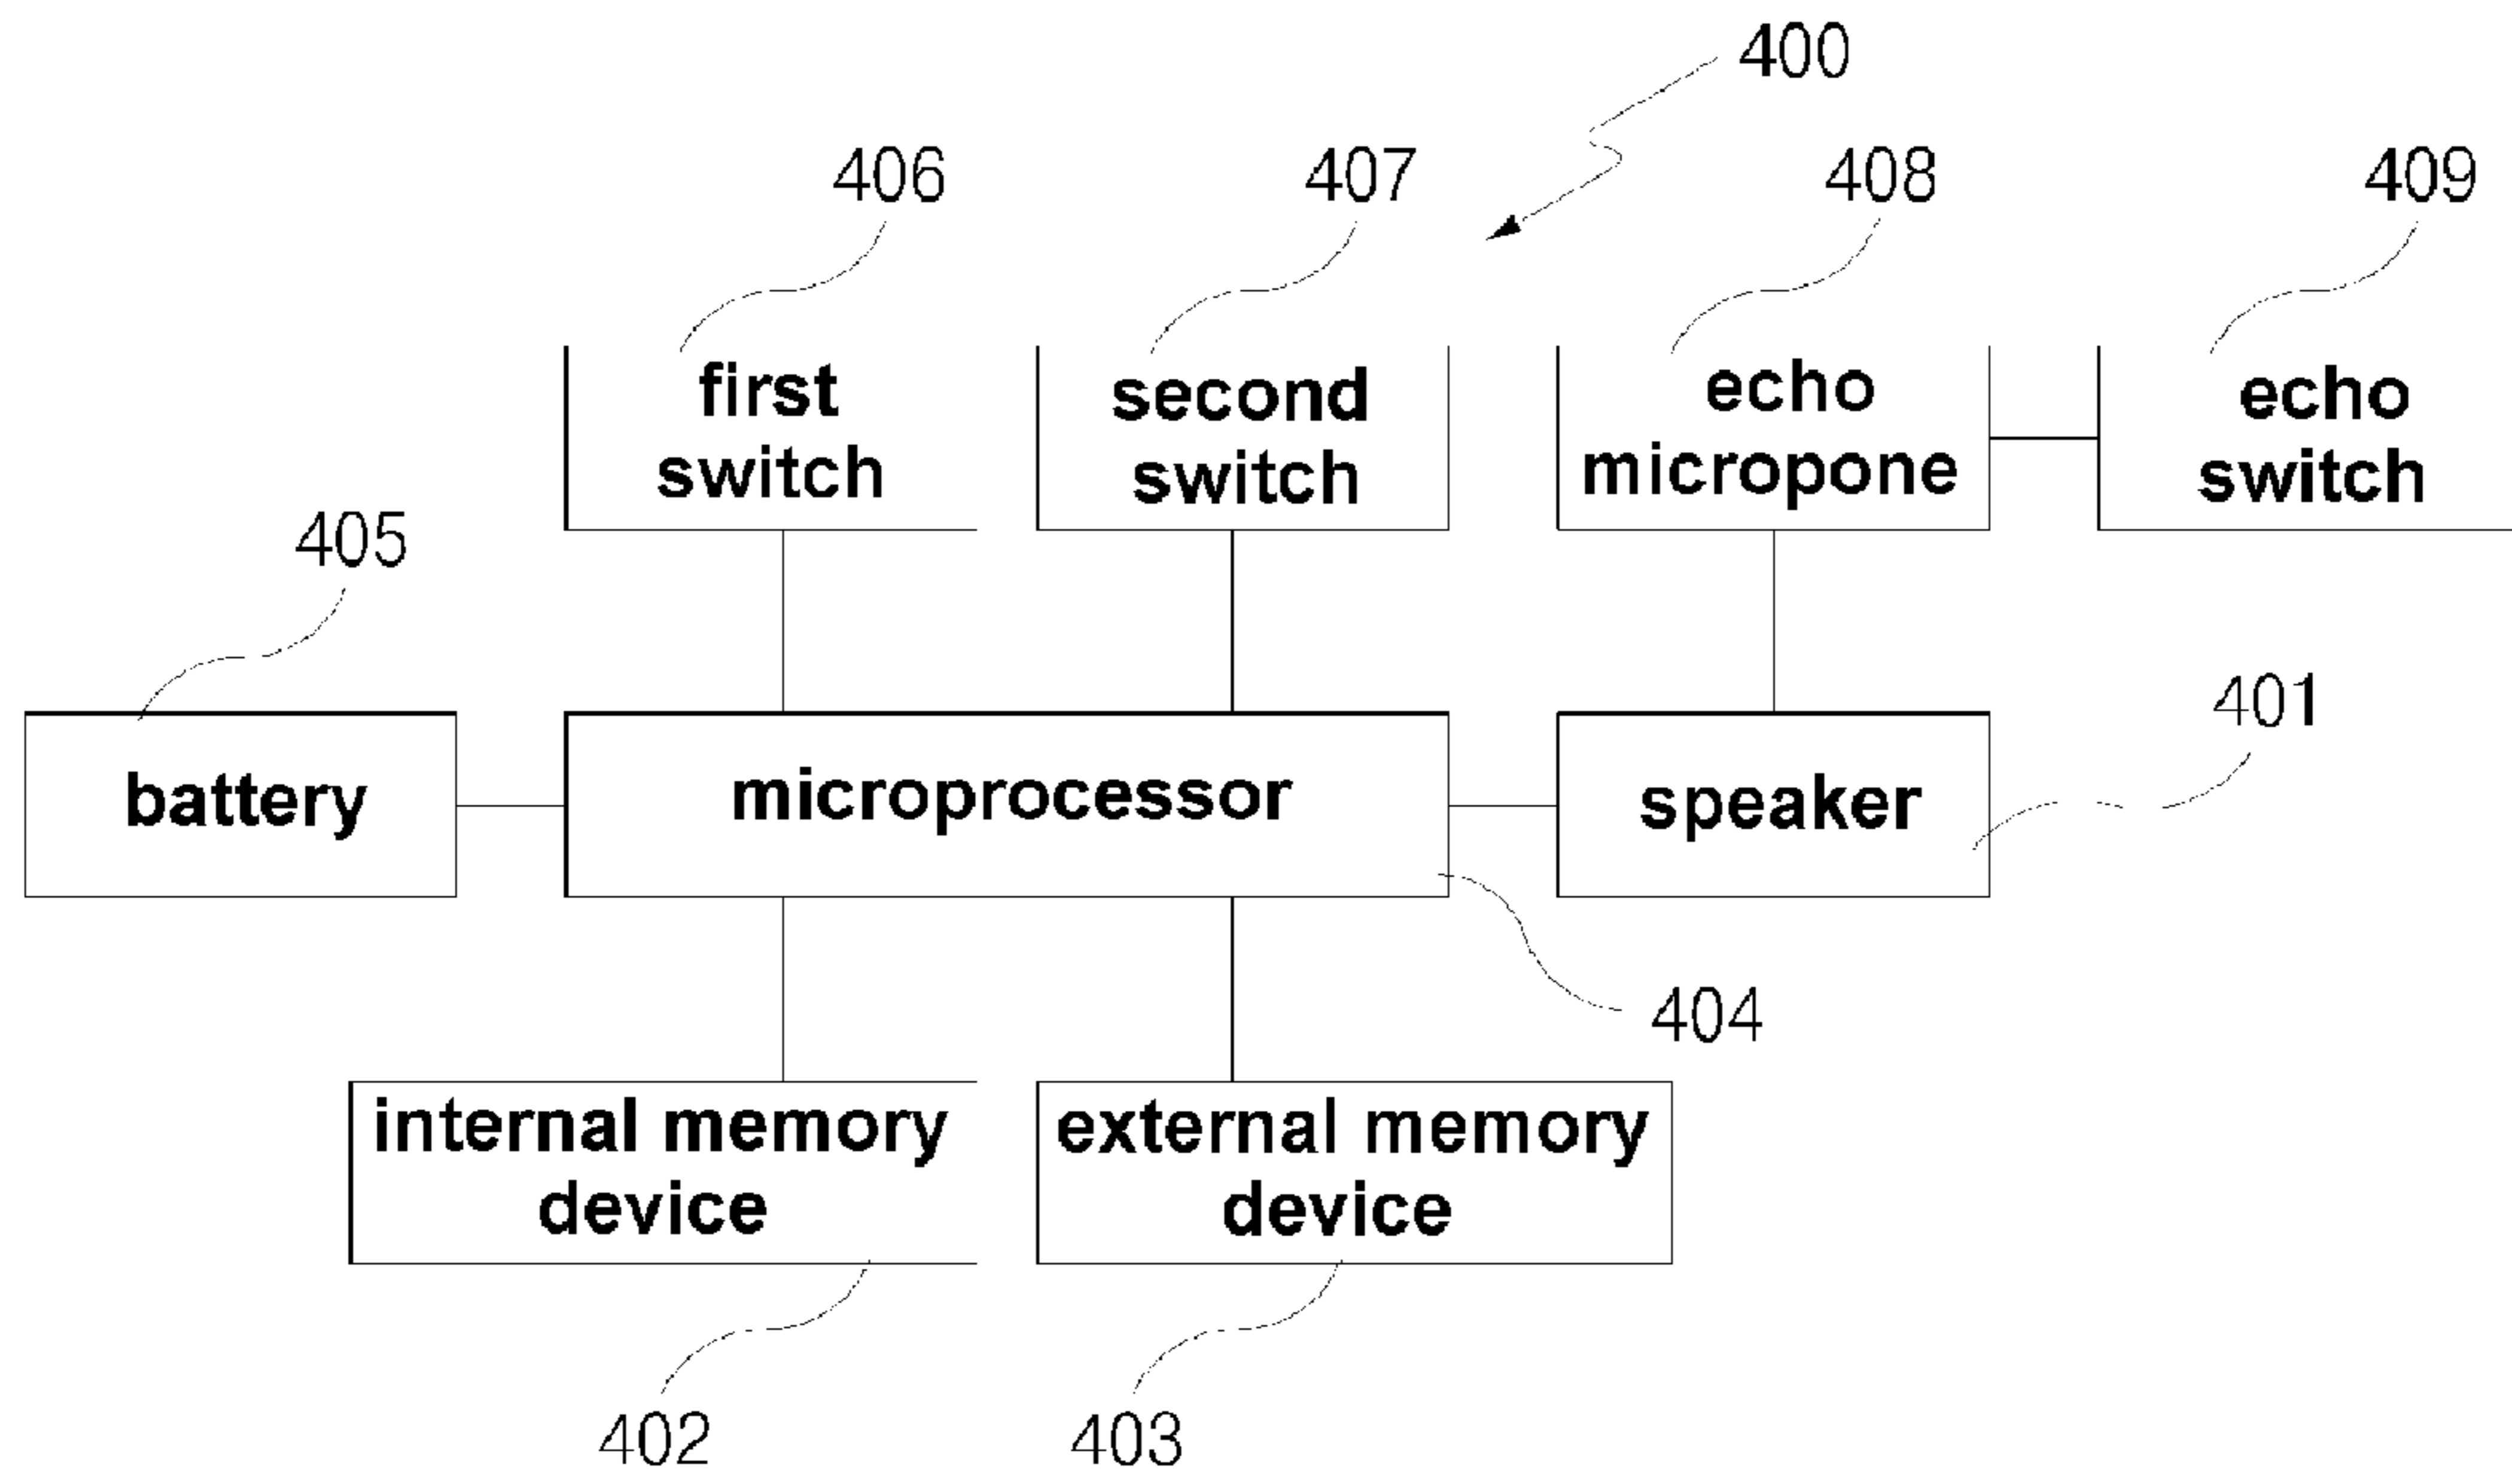 400
406
407
408
409
first
switch
second
switch
echo
micropone
echo
switch
405
401
battery
microprocessor
speaker
404
internal memory
device
external memory
device
402
403